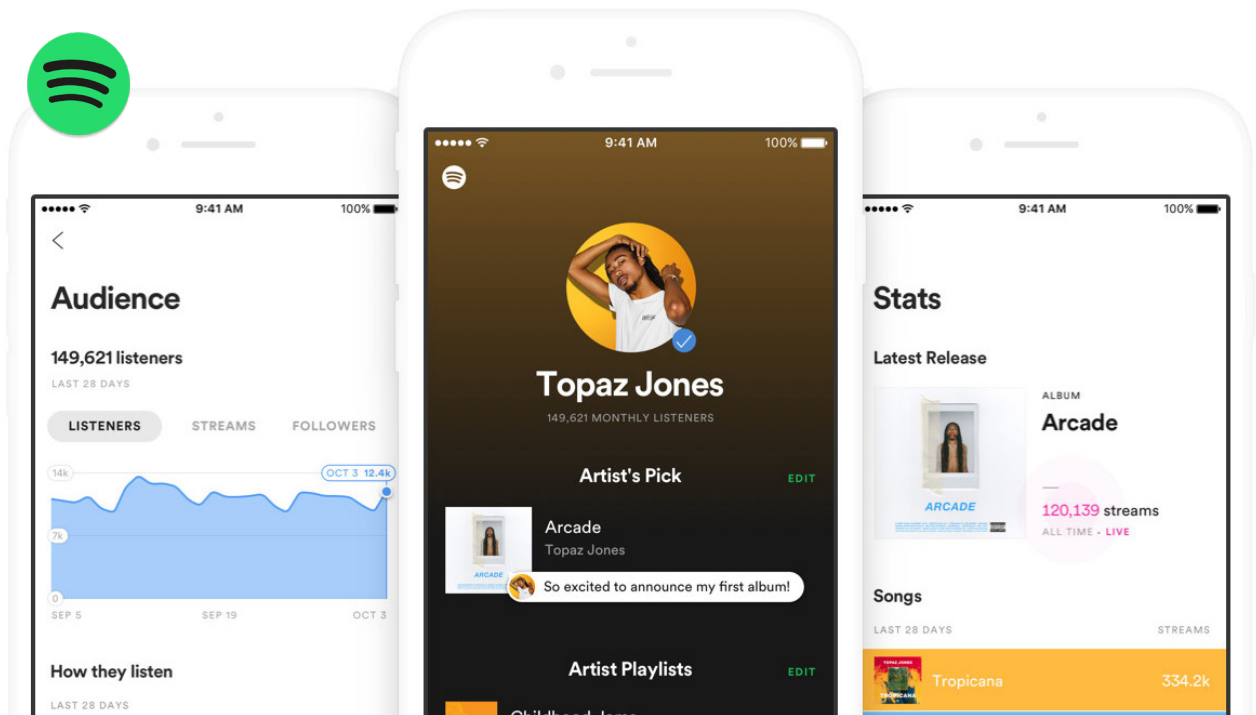 9:41 AM
100%
Audience
149,621 listeners
LAST 28 DAYS
LISTENERS
STREAMS
FOLLOWERS
14k
OCT 3 12.4k
7k
0
SEP 5
SEP 19
OCT 3
How they listen
LAST 28 DAYS
9:41 AM
100%
Topaz Jones
149,621 MONTHLY LISTENERS
Artist's Pick
EDIT
Arcade
Topaz Jones
ARCADE
So excited to announce my first album!
Artist Playlists
EDIT
9:41 AM
100%
Stats
Latest Release
ALBUM
Arcade
ARCADE
120,139 streams
ALL TIME • LIVE
Songs
LAST 28 DAYS
STREAMS
TOPAZ JONES
TROPICANA
Tropicana
334.2k